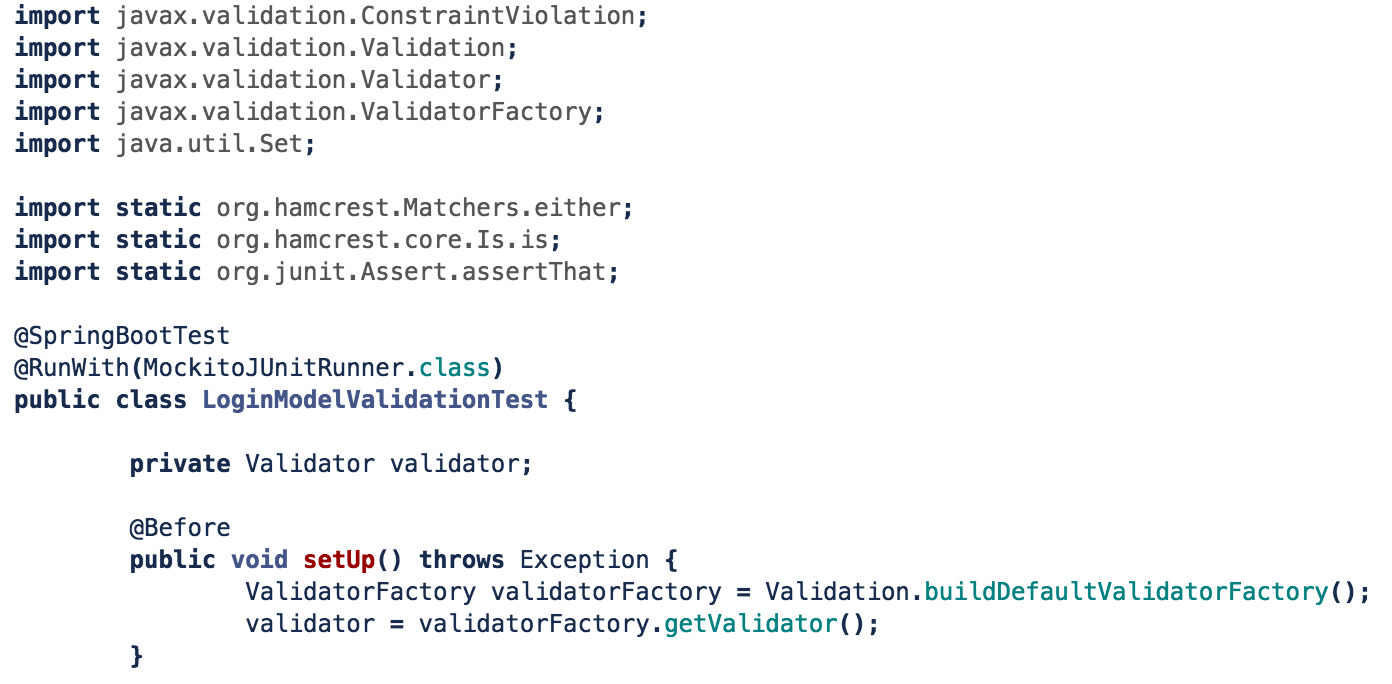 import javax.validation.ConstraintViolation;
import javax.validation.Validation;
import javax.validation.Validator;
import javax.validation.ValidatorFactory;
import java.util.Set;

import static org.hamcrest.Matchers.either;
import static org.hamcrest.core.Is.is;
import static org.junit.Assert.assertThat;

@SpringBootTest
@RunWith(MockitoJUnitRunner.class)
public class LoginModelValidationTest {

        private Validator validator;

        @Before
        public void setUp() throws Exception {
                ValidatorFactory validatorFactory = Validation.buildDefaultValidatorFactory();
                validator = validatorFactory.getValidator();
        }